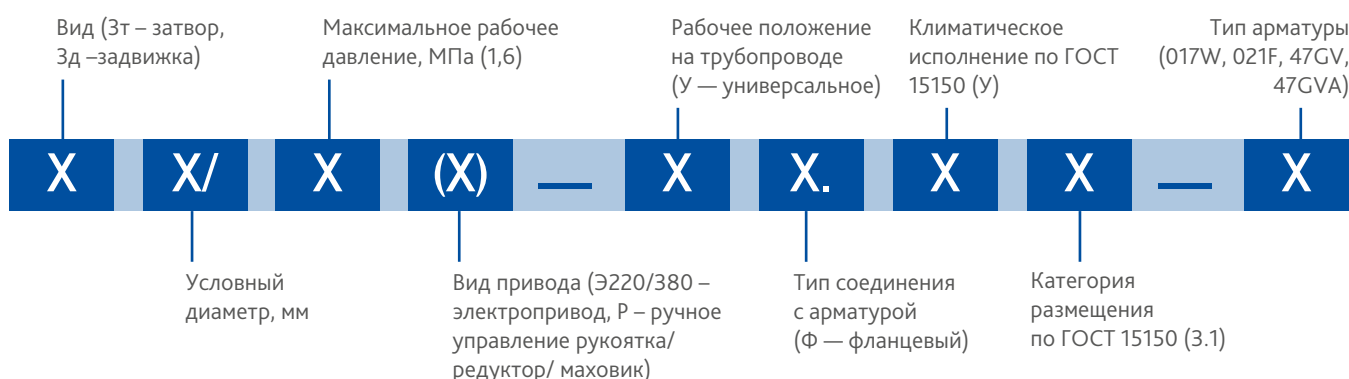 Вид (Зт – затвор,
Зд –задвижка)
Максимальное рабочее
давление, МПа (1,6)
Рабочее положение
на трубопроводе
(У — универсальное)
Климатическое
исполнение по ГОСТ
15150 (У)
Тип арматуры
(017W, 021F, 47GV,
47GVA)
X X/ X (X) — X X. X X — X
Условный
диаметр, мм
Вид привода (Э220/380 –
электропривод, Р – ручное
управление рукоятка/
редуктор/ маховик)
Тип соединения
с арматурой
(Ф — фланцевый)
Категория
размещения
по ГОСТ 15150 (3.1)